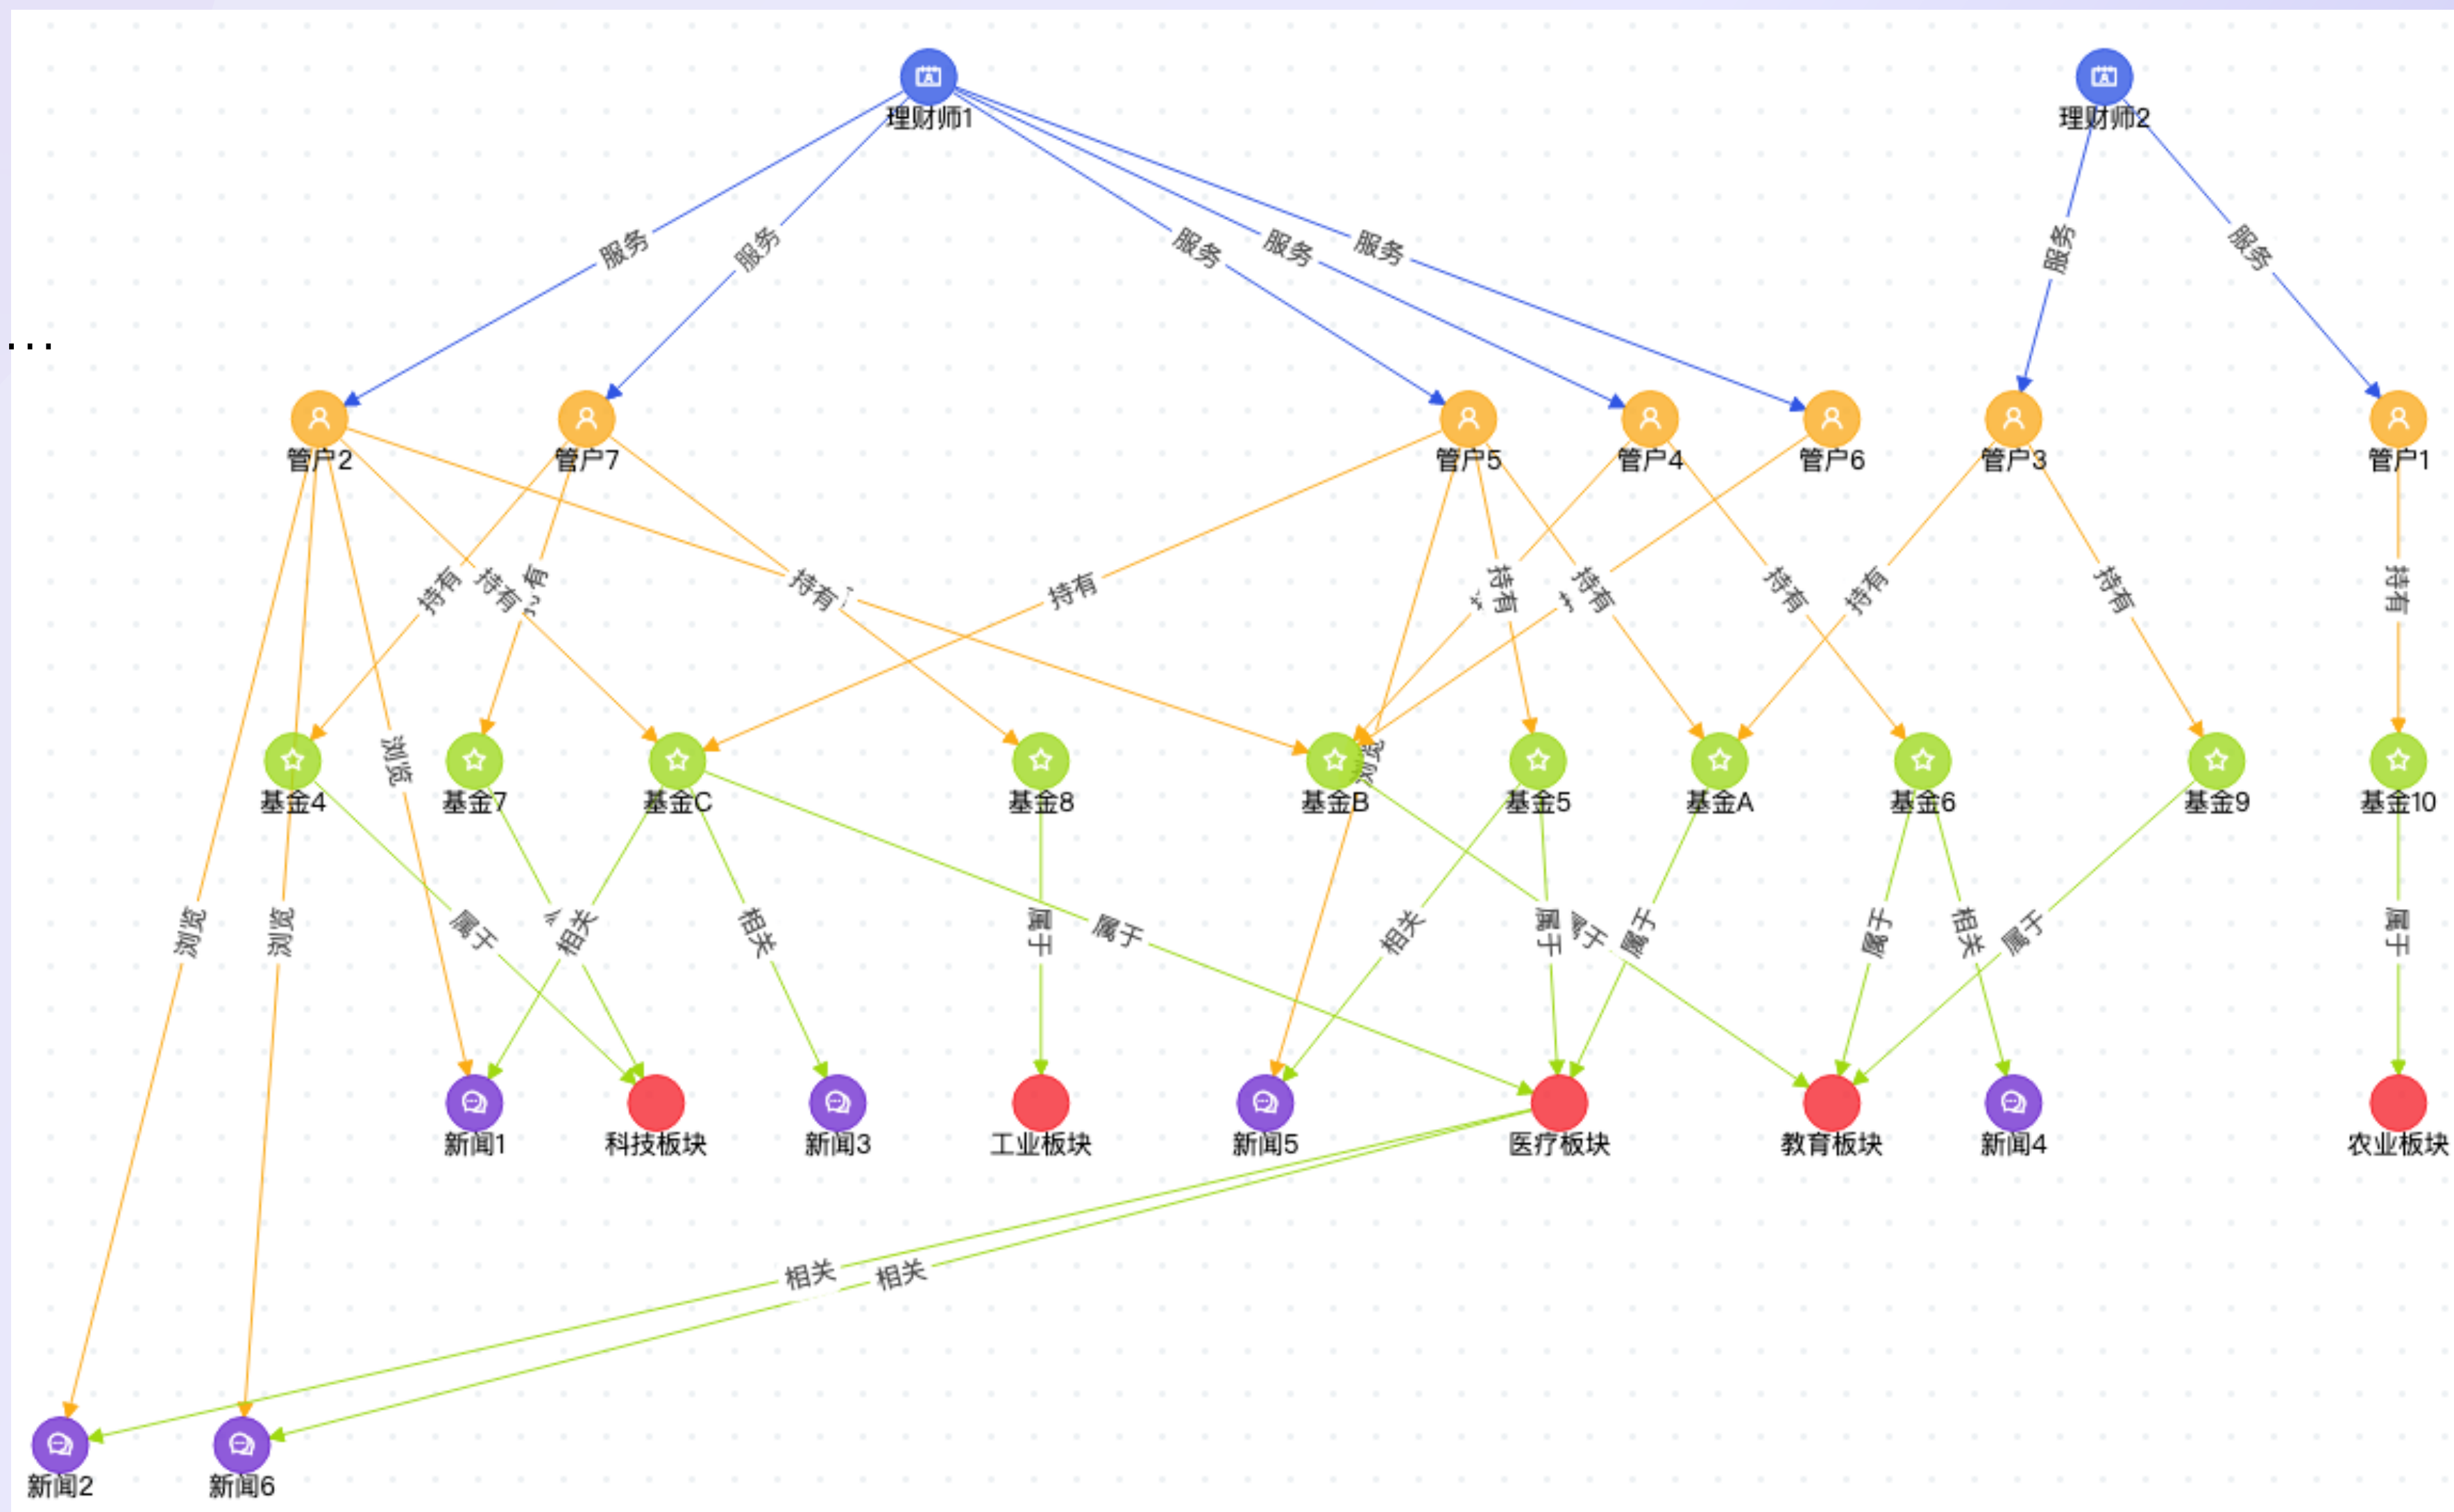 理财师1
理财师2
服务
服务
服务
服务
服务
服务
服务
...
管户2
管户7
管户5
管户4
管户6
管户3
管户1
持有
持有
有
持有
持有
持有
持有
持有
持有
持有
持有
浏览
浏览
基金4
基金7
基金C
基金8
基金B
基金5
基金A
基金6
基金9
基金10
浏览
浏览
属于
相关
相关
属于
属于
相关
属于
属于
属于
属于
相关
属于
属于
新闻1
科技板块
新闻3
工业板块
新闻5
医疗板块
教育板块
新闻4
农业板块
相关
相关
新闻2
新闻6